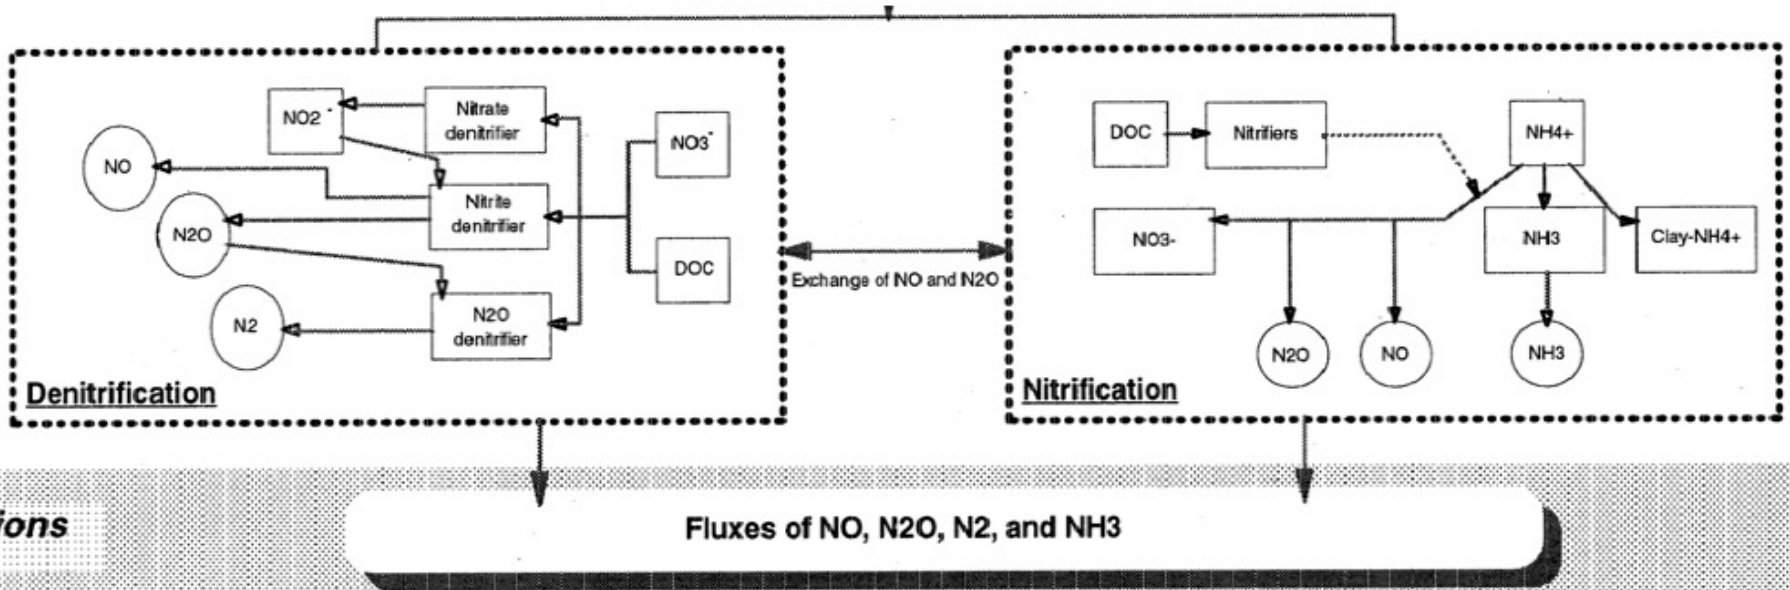 NO2-
Nitrate
denitrifier
NO3-
NO
Nitrite
denitrifier
N2O
DOC
N2
N2O
denitrifier
Denitrification
Exchange of NO and N2O
DOC
Nitrifiers
NH4+
NO3-
NH3
Clay-NH4+
N2O
NO
NH3
Nitrification
ions
Fluxes of NO, N2O, N2, and NH3